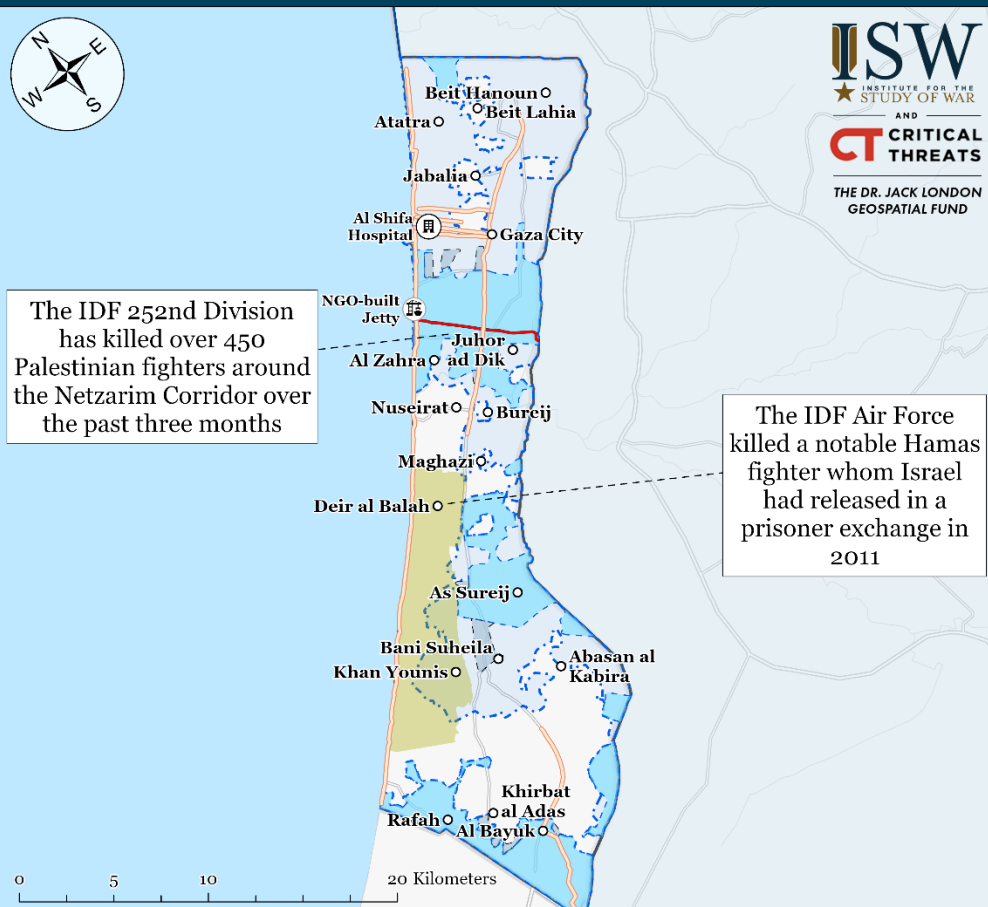 N
E
W
S
ISW
INSTITUTE FOR THE
STUDY OF WAR
AND
CT CRITICAL
THREATS
THE DR. JACK LONDON
GEOSPATIAL FUND
Beit Hanoun
Beit Lahia
Atatra
Jabalia
Al Shifa
Hospital
Gaza City
NGO-built
Jetty
The IDF 252nd Division
has killed over 450
Palestinian fighters around
the Netzarim Corridor over
the past three months
Juhor
ad Dik
Al Zahra
Nuseirat
Bureij
Maghazi
The IDF Air Force
killed a notable Hamas
fighter whom Israel
had released in a
prisoner exchange in
2011
Deir al Balah
As Sureij
Bani Suheila
Abasan al
Kabira
Khan Younis
Khirbat
al Adas
Rafah
Al Bayuk
0 5 10 20 Kilometers